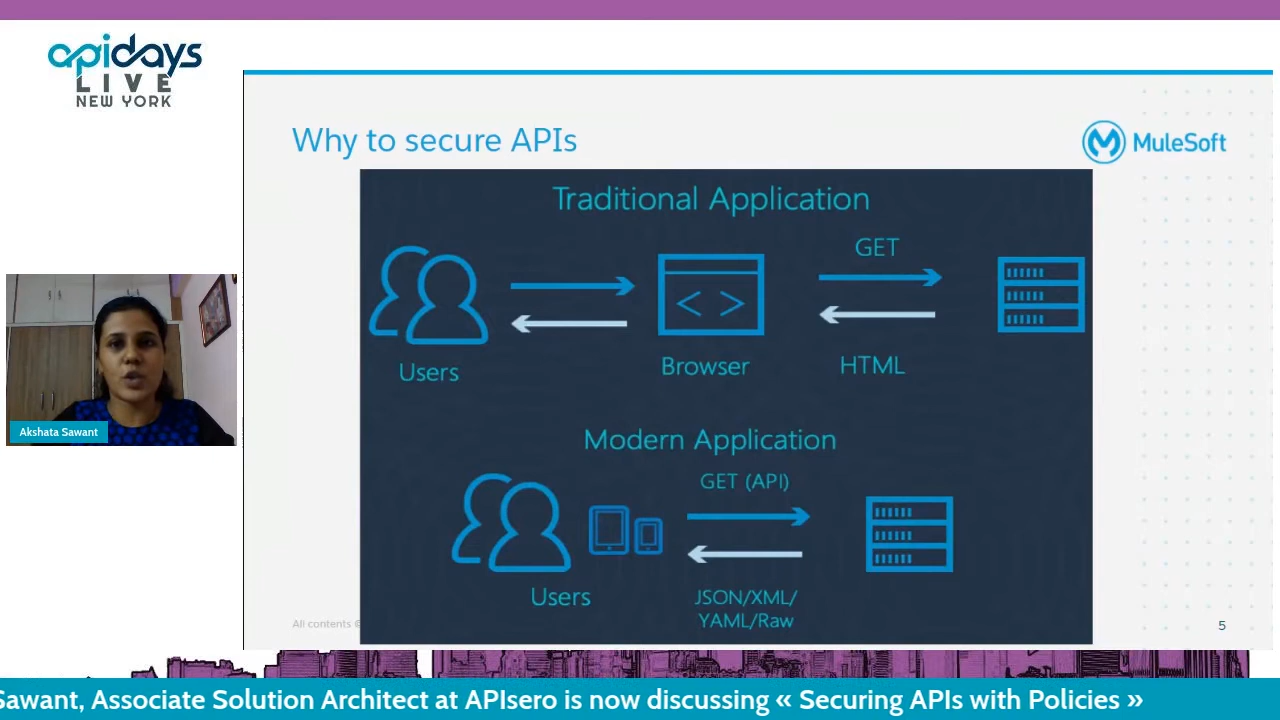 apidays
LIVE
NEW YORK
Why to secure APIs
MuleSoft
Traditional Application
GET
Users
Browser
HTML
Modern Application
GET (API)
Users
JSON/XML/
YAML/Raw
All contents ©
5
Akshata Sawant
Sawant, Associate Solution Architect at APIsero is now discussing « Securing APIs with Policies »